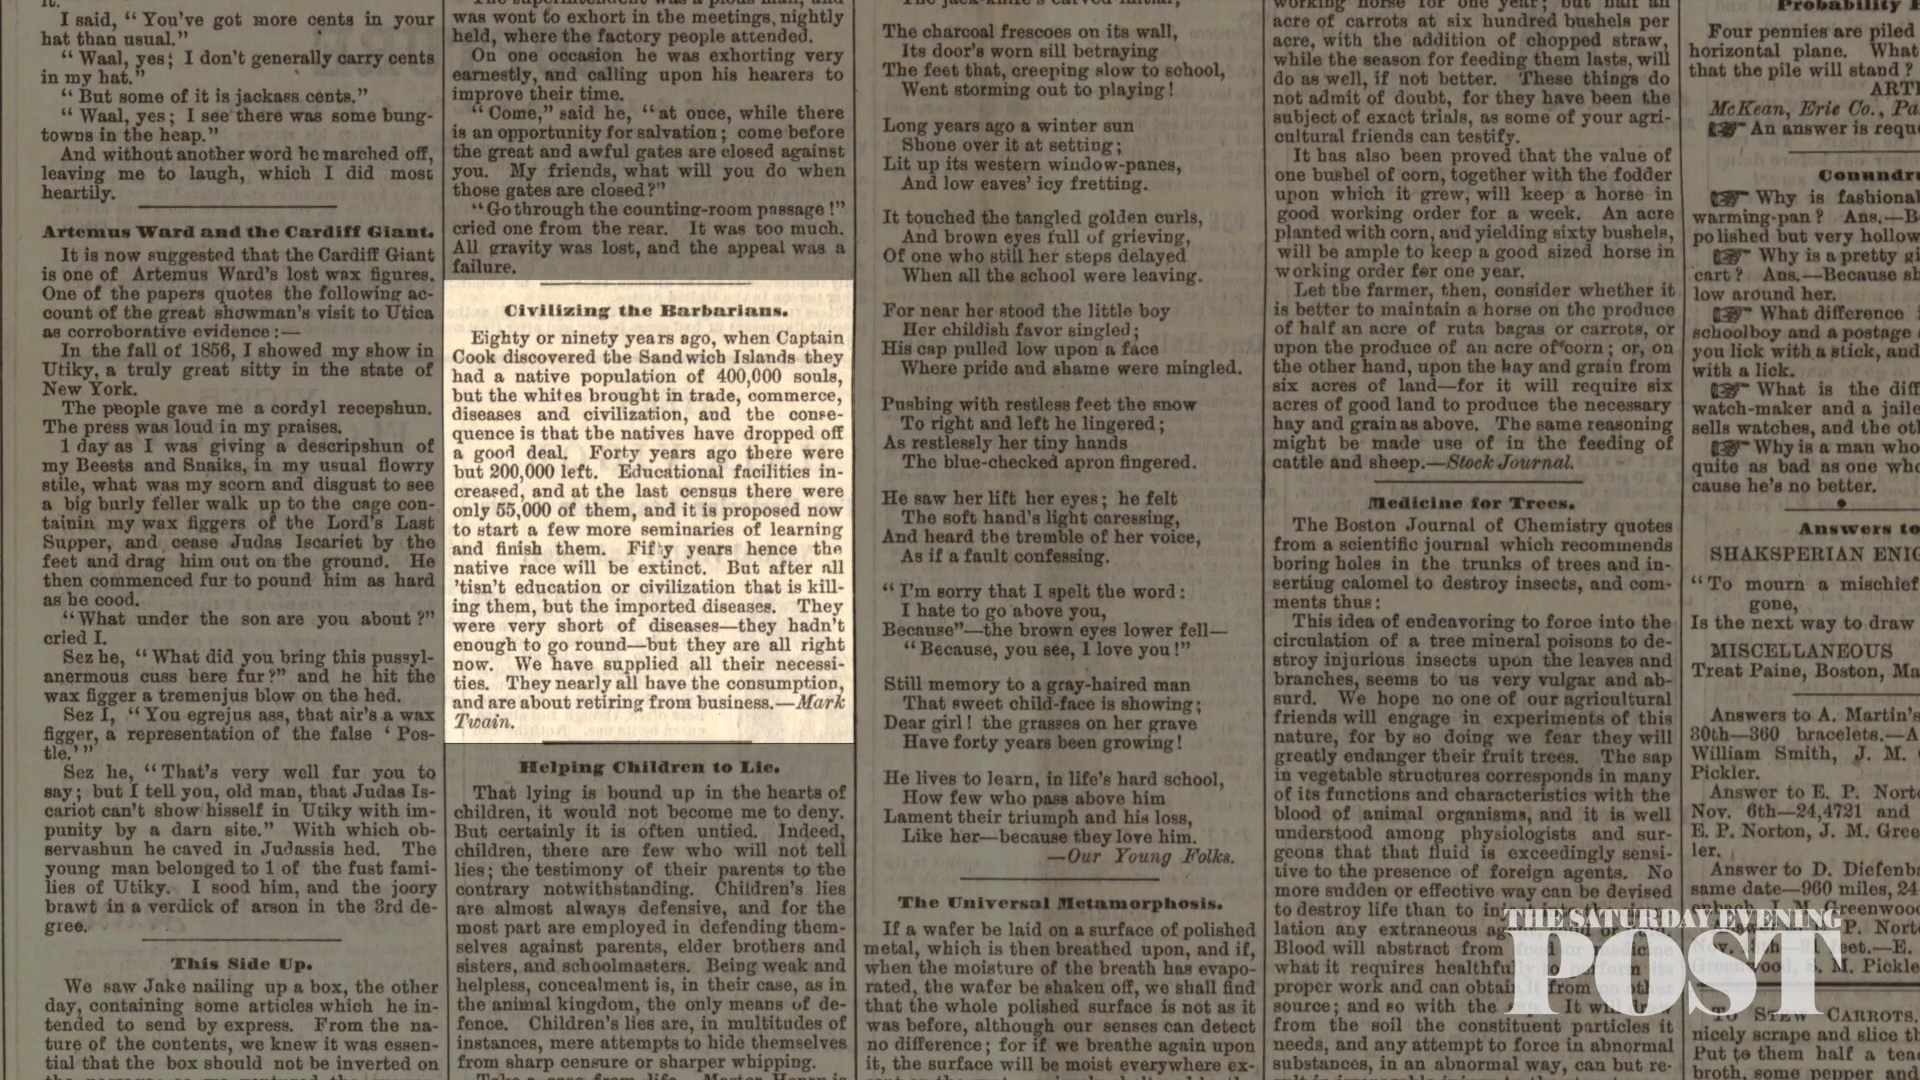 it.
I said, “ You've got more cents in your
hat than usual.”
“ Waal, yes; I don't generally carry cents
in my hat.”
“ But some of it is jackass cents.”
“ Waal, yes; I see there was some bung-
towns in the heap.”
And without another word he marched off,
leaving me to laugh, which I did most
heartily.
Artemus Ward and the Cardiff Giant.
It is now suggested that the Cardiff Giant
is one of Artemus Ward's lost wax figures.
One of the papers quotes the following ac-
count of the great showman's visit to Utica
as corroborative evidence:—
In the fall of 1856, I showed my show in
Utiky, a truly great sitty in the state of
New York.
The people gave me a cordyl recepshun.
The press was loud in my praises.
1 day as I was giving a descripshun of
my Beests and Snaiks, in my usual flowry
stile, what was my scorn and disgust to see
a big burly feller walk up to the cage con-
tainin my wax figgers of the Lord's Last
Supper, and cease Judas Iscariet by the
feet and drag him out on the ground. He
then commenced fur to pound him as hard
as he cood.
“ What under the son are you about ?”
cried I.
Sez he, “ What did you bring this pussyl-
anermous cuss here fur?” and he hit the
wax figger a tremenjus blow on the hed.
Sez I, “ You egrejus ass, that air's a wax
figger, a representation of the false ‘ Pos-
tle.’ ”
Sez he, “ That's very well fur you to
say; but I tell you, old man, that Judas Is-
cariot can't show hisself in Utiky with im-
punity by a darn site.” With which ob-
servashun he caved in Judassis hed. The
young man belonged to 1 of the fust fami-
lies of Utiky. I sood him, and the joory
brawt in a verdick of arson in the 3rd de-
gree.
This Side Up.
We saw Jake nailing up a box, the other
day, containing some articles which he in-
tended to send by express. From the na-
ture of the contents, we knew it was essen-
tial that the box should not be inverted on
was wont to exhort in the meetings, nightly
held, where the factory people attended.
On one occasion he was exhorting very
earnestly, and calling upon his hearers to
improve their time.
“ Come,” said he, “ at once, while there
is an opportunity for salvation ; come before
the great and awful gates are closed against
you. My friends, what will you do when
those gates are closed?”
“ Go through the counting-room passage !”
cried one from the rear. It was too much.
All gravity was lost, and the appeal was a
failure.
Civilizing the Barbarians.
Eighty or ninety years ago, when Captain
Cook discovered the Sandwich Islands they
had a native population of 400,000 souls,
but the whites brought in trade, commerce,
diseases and civilization, and the conse-
quence is that the natives have dropped off
a good deal. Forty years ago there were
but 200,000 left. Educational facilities in-
creased, and at the last census there were
only 55,000 of them, and it is proposed now
to start a few more seminaries of learning
and finish them. Fifty years hence the
native race will be extinct. But after all
'tisn't education or civilization that is kill-
ing them, but the imported diseases. They
were very short of diseases—they hadn't
enough to go round—but they are all right
now. We have supplied all their necessi-
ties. They nearly all have the consumption,
and are about retiring from business.—Mark
Twain.
Helping Children to Lie.
That lying is bound up in the hearts of
children, it would not become me to deny.
But certainly it is often untied. Indeed,
children, there are few who will not tell
lies; the testimony of their parents to the
contrary notwithstanding. Children's lies
are almost always defensive, and for the
most part are employed in defending them-
selves against parents, elder brothers and
sisters, and schoolmasters. Being weak and
helpless, concealment is, in their case, as in
the animal kingdom, the only means of de-
fence. Children's lies are, in multitudes of
instances, mere attempts to hide themselves
from sharp censure or sharper whipping.
The jack-knife's carved initial;
The charcoal frescoes on its wall,
Its door's worn sill betraying
The feet that, creeping slow to school,
Went storming out to playing !
Long years ago a winter sun
Shone over it at setting;
Lit up its western window-panes,
And low eaves' icy fretting.
It touched the tangled golden curls,
And brown eyes full of grieving,
Of one who still her steps delayed
When all the school were leaving.
For near her stood the little boy
Her childish favor singled;
His cap pulled low upon a face
Where pride and shame were mingled.
Pushing with restless feet the snow
To right and left he lingered;
As restlessly her tiny hands
The blue-checked apron fingered.
He saw her lift her eyes; he felt
The soft hand's light caressing,
And heard the tremble of her voice,
As if a fault confessing.
“ I'm sorry that I spelt the word:
I hate to go above you,
Because”—the brown eyes lower fell—
“ Because, you see, I love you !”
Still memory to a gray-haired man
That sweet child-face is showing;
Dear girl! the grasses on her grave
Have forty years been growing!
He lives to learn, in life's hard school,
How few who pass above him
Lament their triumph and his loss,
Like her—because they love him.
—Our Young Folks.
The Universal Metamorphosis.
If a wafer be laid on a surface of polished
metal, which is then breathed upon, and if,
when the moisture of the breath has evapo-
rated, the wafer be shaken off, we shall find
that the whole polished surface is not as it
was before, although our senses can detect
no difference; for if we breathe again upon
it, the surface will be moist everywhere ex-
working horse for one year; but half an
acre of carrots at six hundred bushels per
acre, with the addition of chopped straw,
while the season for feeding them lasts, will
do as well, if not better. These things do
not admit of doubt, for they have been the
subject of exact trials, as some of your agri-
cultural friends can testify.
It has also been proved that the value of
one bushel of corn, together with the fodder
upon which it grew, will keep a horse in
good working order for a week. An acre
planted with corn, and yielding sixty bushels,
will be ample to keep a good sized horse in
working order for one year.
Let the farmer, then, consider whether it
is better to maintain a horse on the produce
of half an acre of ruta bagas or carrots, or
upon the produce of an acre of corn; or, on
the other hand, upon the hay and grain from
six acres of land—for it will require six
acres of good land to produce the necessary
hay and grain as above. The same reasoning
might be made use of in the feeding of
cattle and sheep.—Stock Journal.
Medicine for Trees.
The Boston Journal of Chemistry quotes
from a scientific journal which recommends
boring holes in the trunks of trees and in-
serting calomel to destroy insects, and com-
ments thus:
This idea of endeavoring to force into the
circulation of a tree mineral poisons to de-
stroy injurious insects upon the leaves and
branches, seems to us very vulgar and ab-
surd. We hope no one of our agricultural
friends will engage in experiments of this
nature, for by so doing we fear they will
greatly endanger their fruit trees. The sap
in vegetable structures corresponds in many
of its functions and characteristics with the
blood of animal organisms, and it is well
understood among physiologists and sur-
geons that that fluid is exceedingly sensi-
tive to the presence of foreign agents. No
more sudden or effective way can be devised
to destroy life than to
lation any extraneous
Blood will abstract from food or medicine
what it requires healthfully to perform its
proper work and can obtain it from no other
source; and so with the sap. It will draw
from the soil the constituent particles it
needs, and any attempt to force in abnormal
substances, in an abnormal way, can but re-
Probability
Four pennies are piled
horizontal plane. What
that the pile will stand ?
ART
McKean, Erie Co., Pa
An answer is requ
Conundru
Why is fashional
warming-pan ? Ans.—B
polished but very hollow
Why is a pretty gi
cart ? Ans.—Because sh
low around her.
What difference
schoolboy and a postage
you lick with a stick, and
with a lick.
What is the diff
watch-maker and a jaile
sells watches, and the oth
Why is a man who
quite as bad as one who
cause he's no better.
Answers to
SHAKSPERIAN ENIG
“ To mourn a mischief
gone,
Is the next way to draw
MISCELLANEOUS
Treat Paine, Boston, Ma
Answers to A. Martin's
30th—360 bracelets.—A
William Smith, J. M.
Pickler.
Answer to E. P. Norto
Nov. 6th—24,4721 and
E. P. Norton, J. M. Gree
ler.
Answer to D. Diefenb
same date—960 miles, 24
J. M. Greenwood
P. Nort
feet.—E.
Greenwood, S. M. Pickle
TO STEW CARROTS.
nicely scrape and slice th
Put to them half a tea
broth, some pepper and
THE SATURDAY EVENING
POST